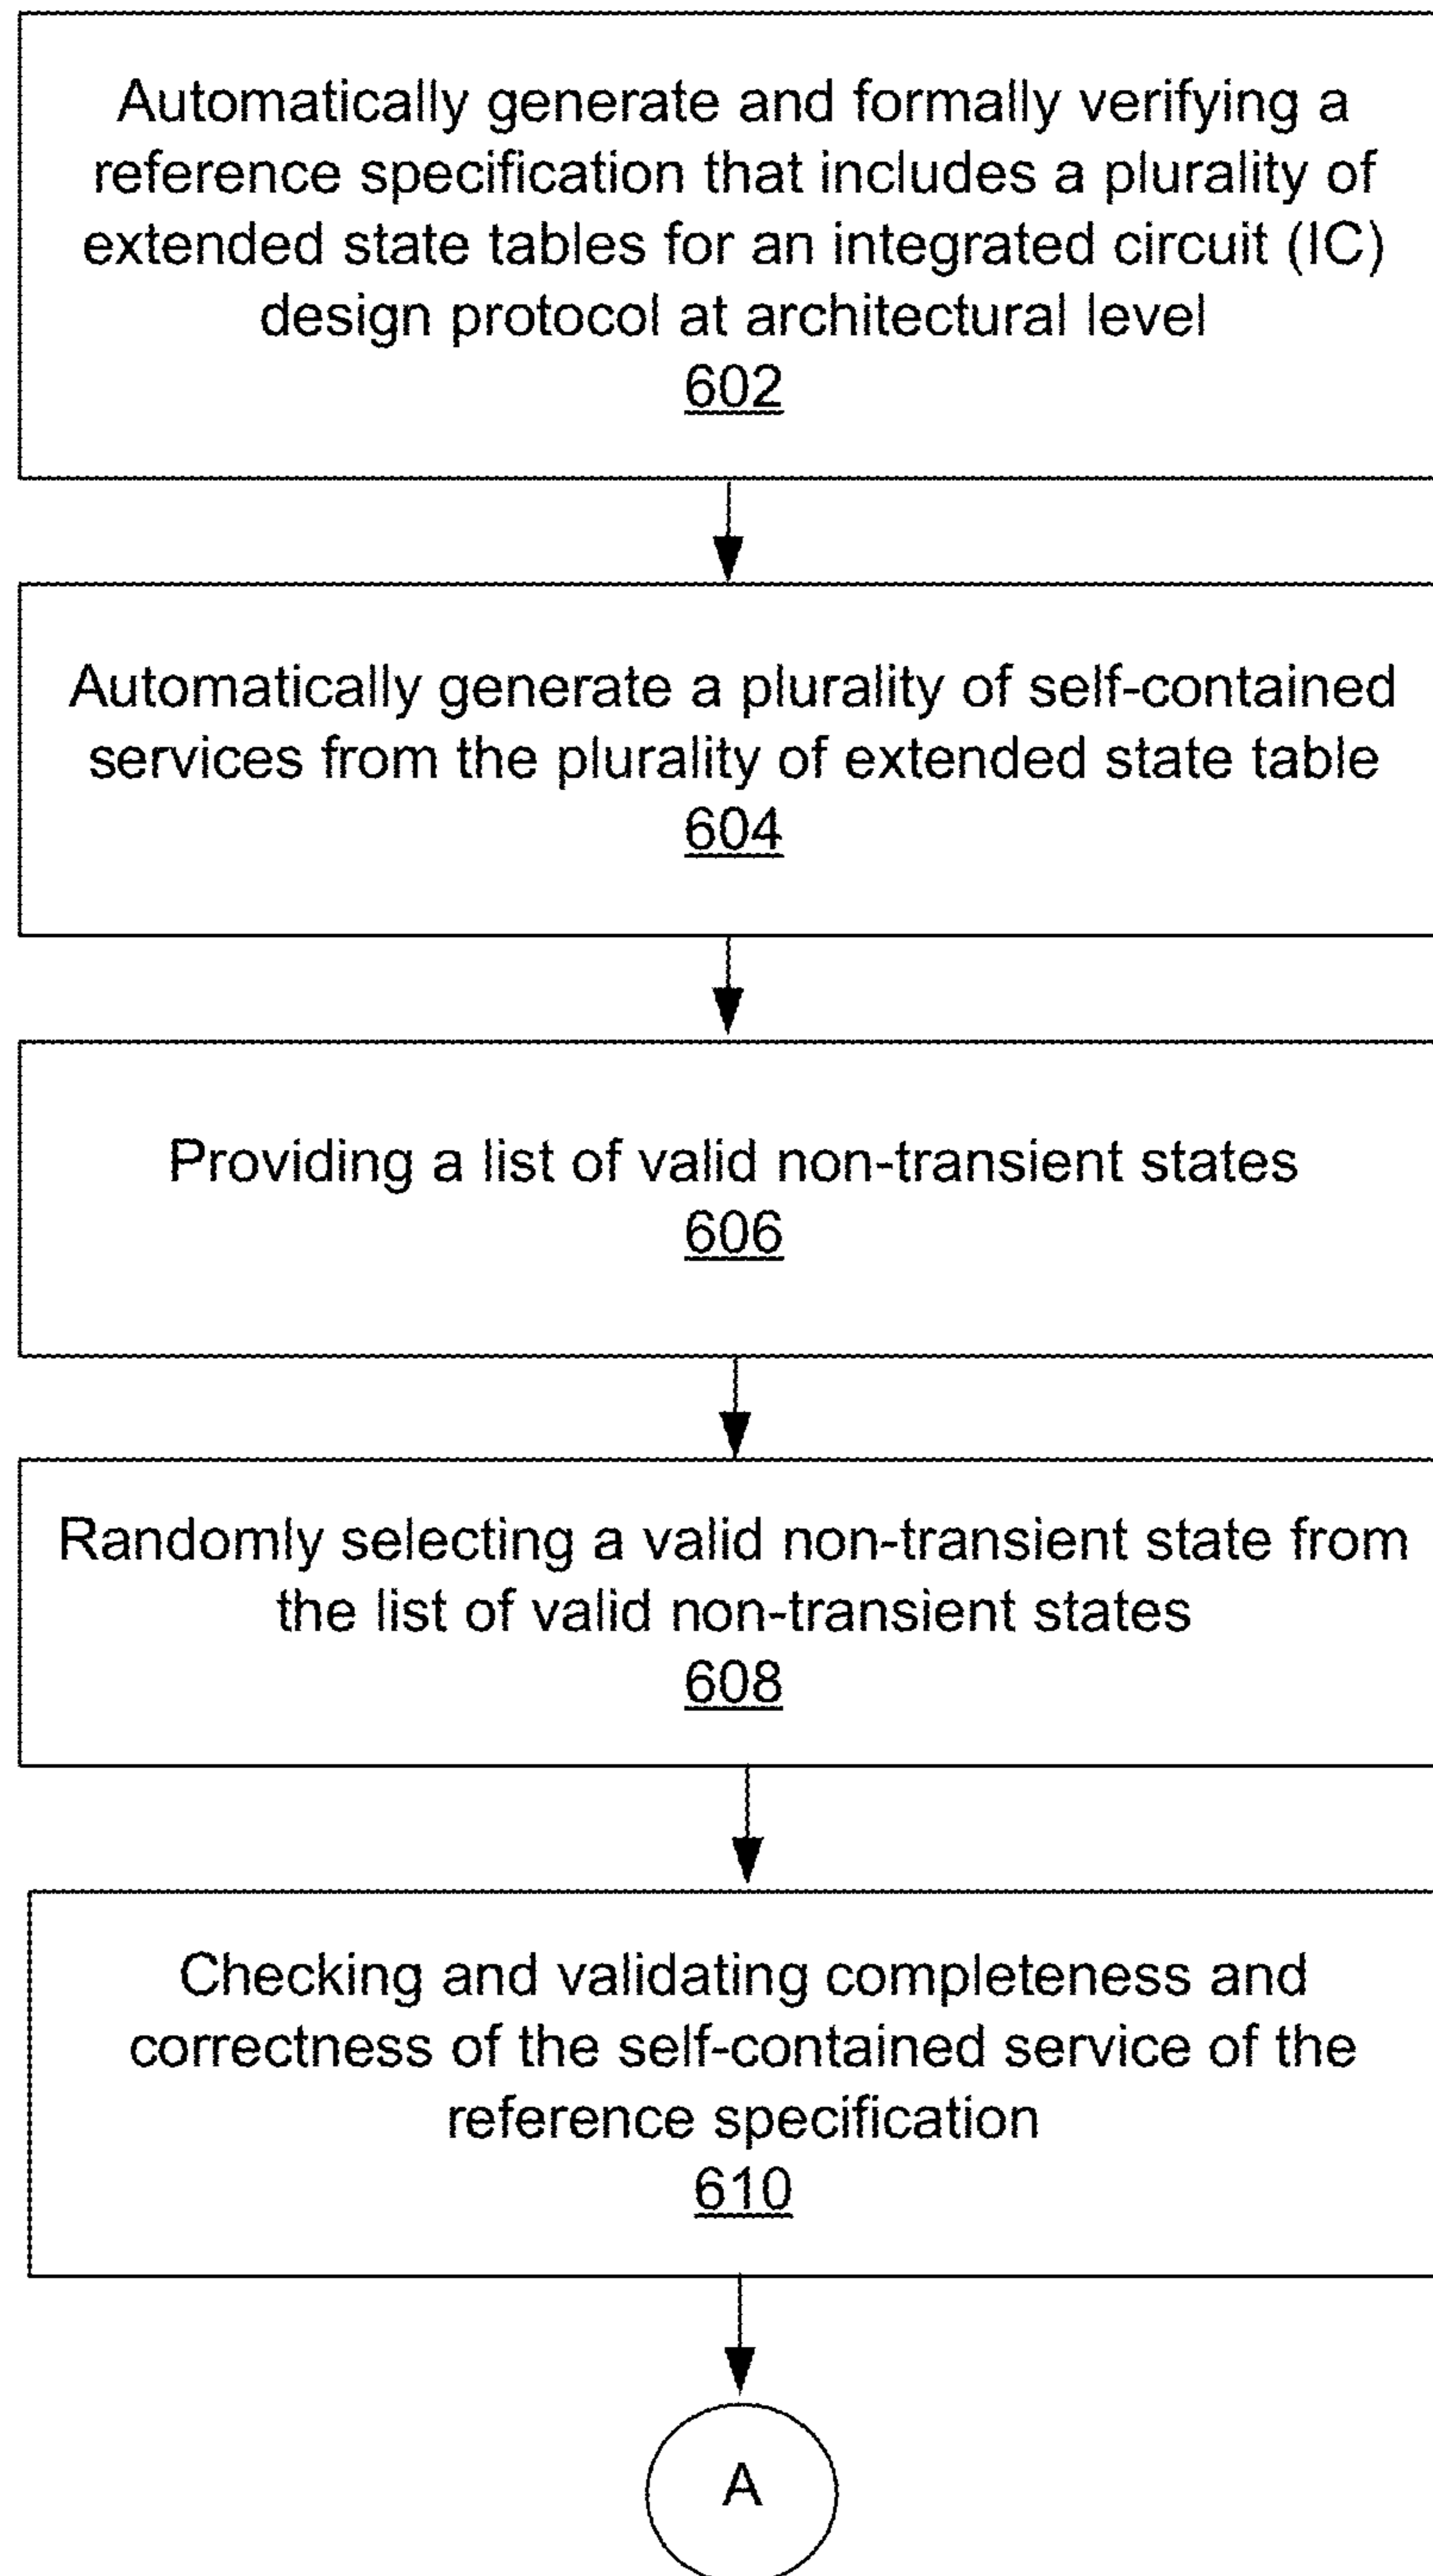 Automatically generate and formally verifying a
reference specification that includes a plurality of
extended state tables for an integrated circuit (IC)
design protocol at architectural level
602
Automatically generate a plurality of self-contained
services from the plurality of extended state table
604
Providing a list of valid non-transient states
606
Randomly selecting a valid non-transient state from
the list of valid non-transient states
608
Checking and validating completeness and
correctness of the self-contained service of the
reference specification
610
A